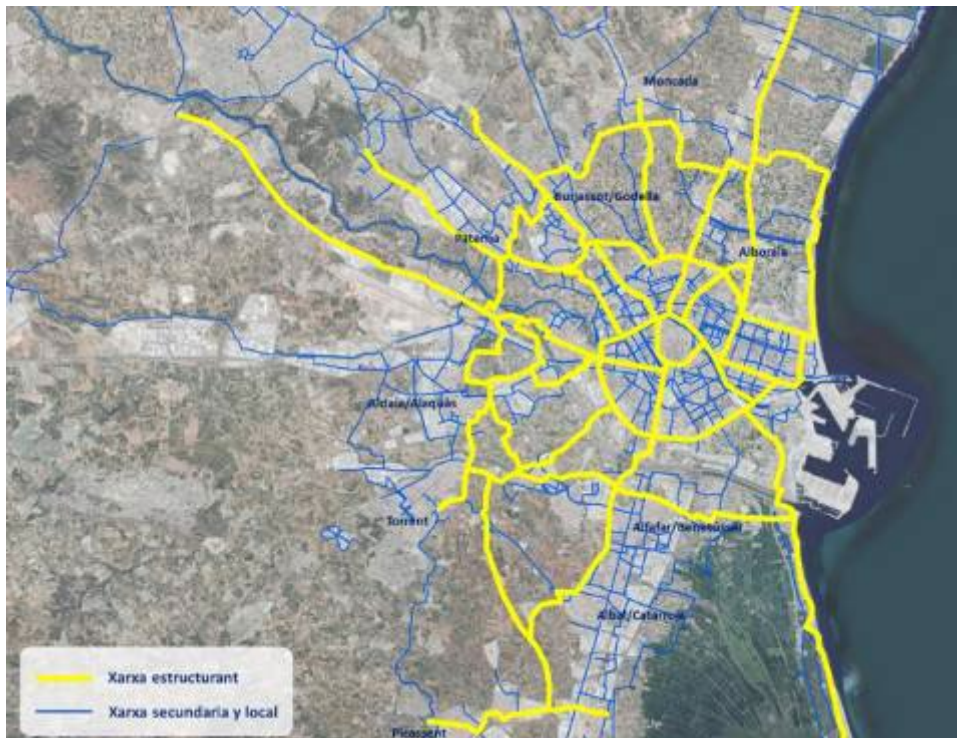 Moncada
Burjassot/Godella
Paterna
Alboraia
Aldaia/Alaquàs
Torrent
Alfafar/Benetússer
Albal/Catarroja
Picassent
Xarxa estructurant
Xarxa secundaria y local